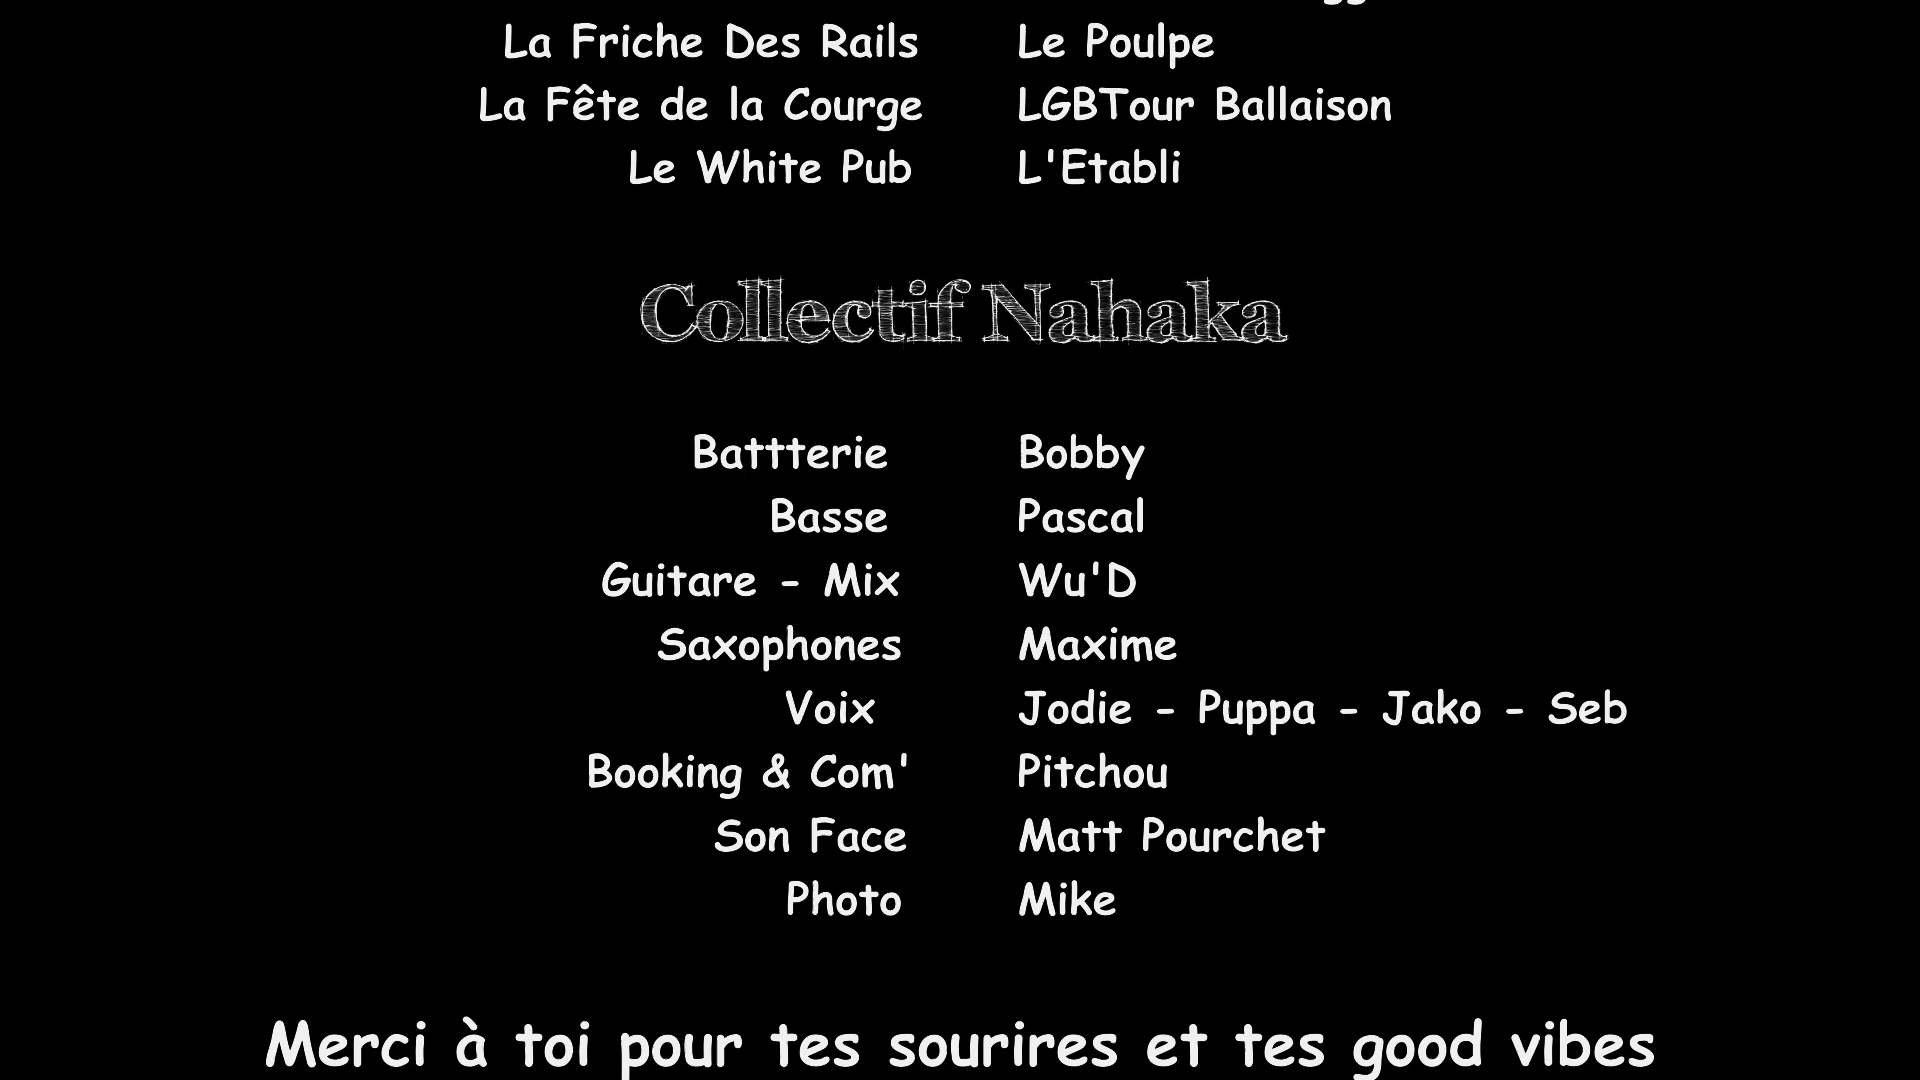 La Friche Des Rails Le Poulpe
La Fête de la Courge LGBTour Ballaison
Le White Pub L'Etabli
Collectif Nahaka
Battterie Bobby
Basse Pascal
Guitare - Mix Wu'D
Saxophones Maxime
Voix Jodie - Puppa - Jako - Seb
Booking & Com' Pitchou
Son Face Matt Pourchet
Photo Mike
Merci à toi pour tes sourires et tes good vibes